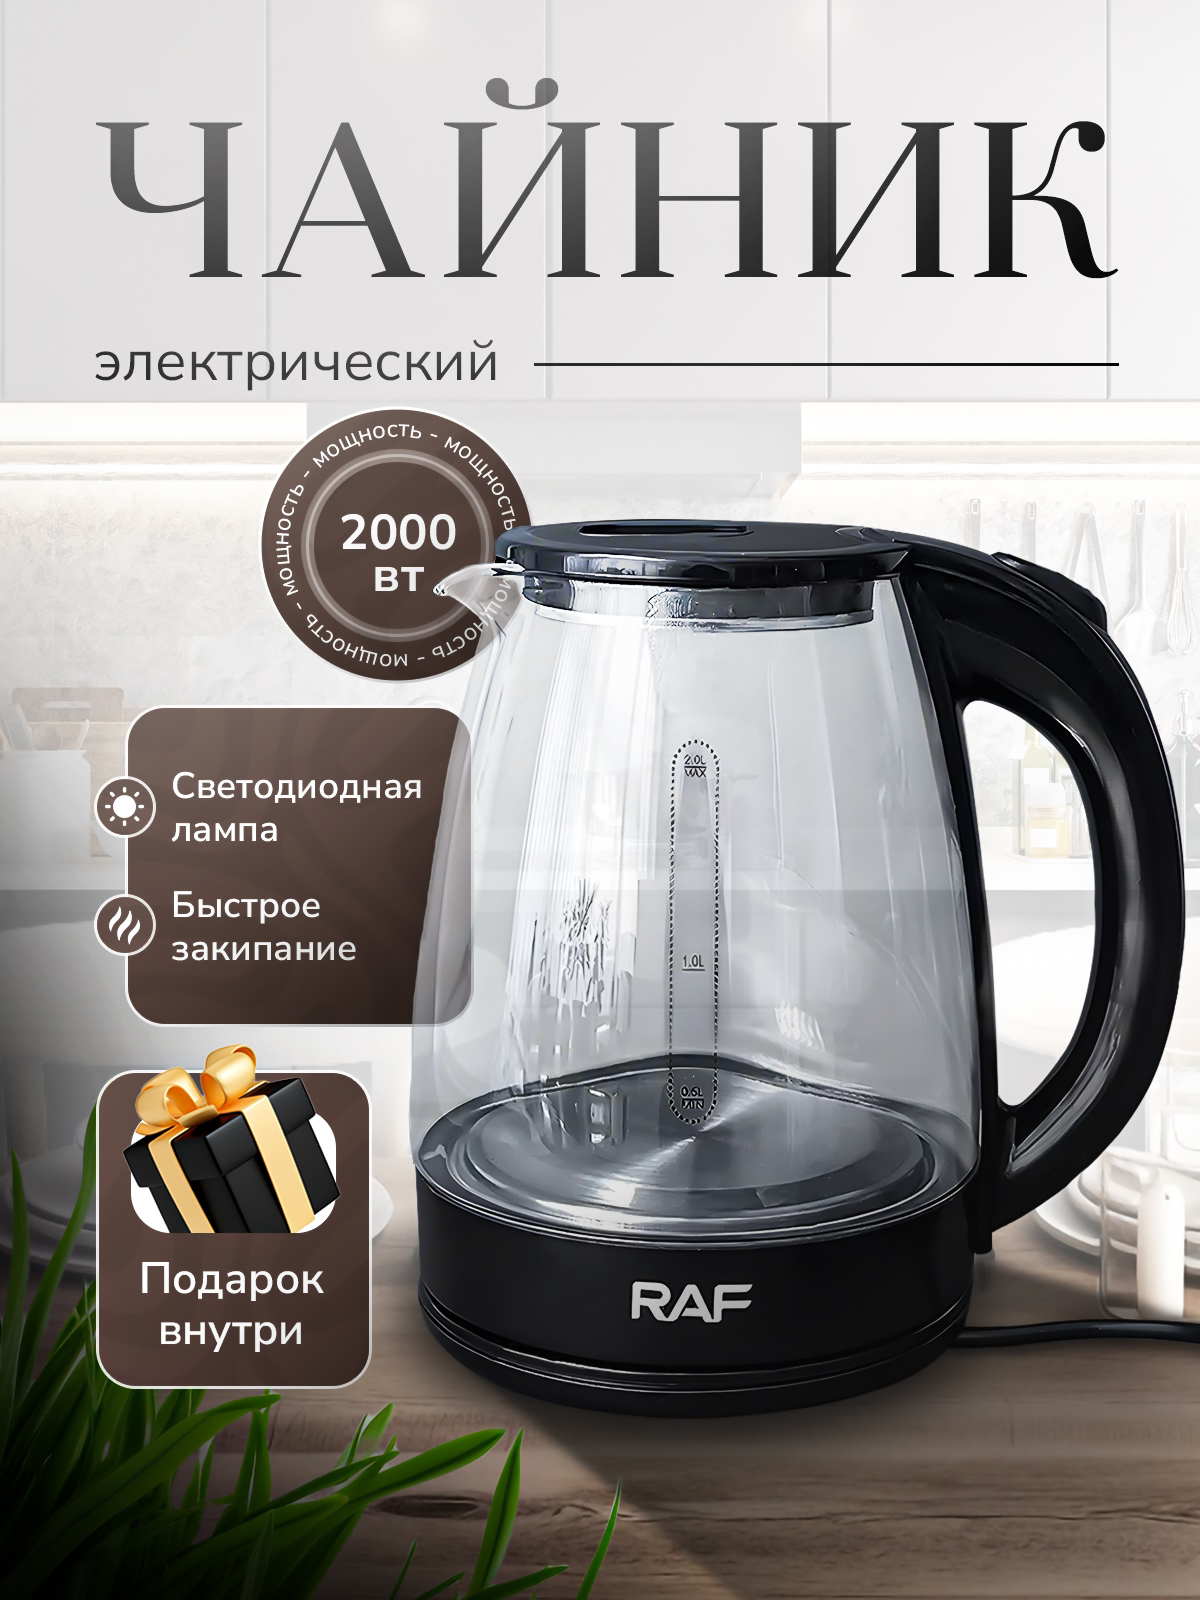 ЧАЙНИК
электрический
мощность - мощность - мощность - мощность - мощность -
2000
вт
Светодиодная
лампа
Быстрое
закипание
2.0L
MAX
1.0L
0.6L
MIN
Подарок
внутри
RAF